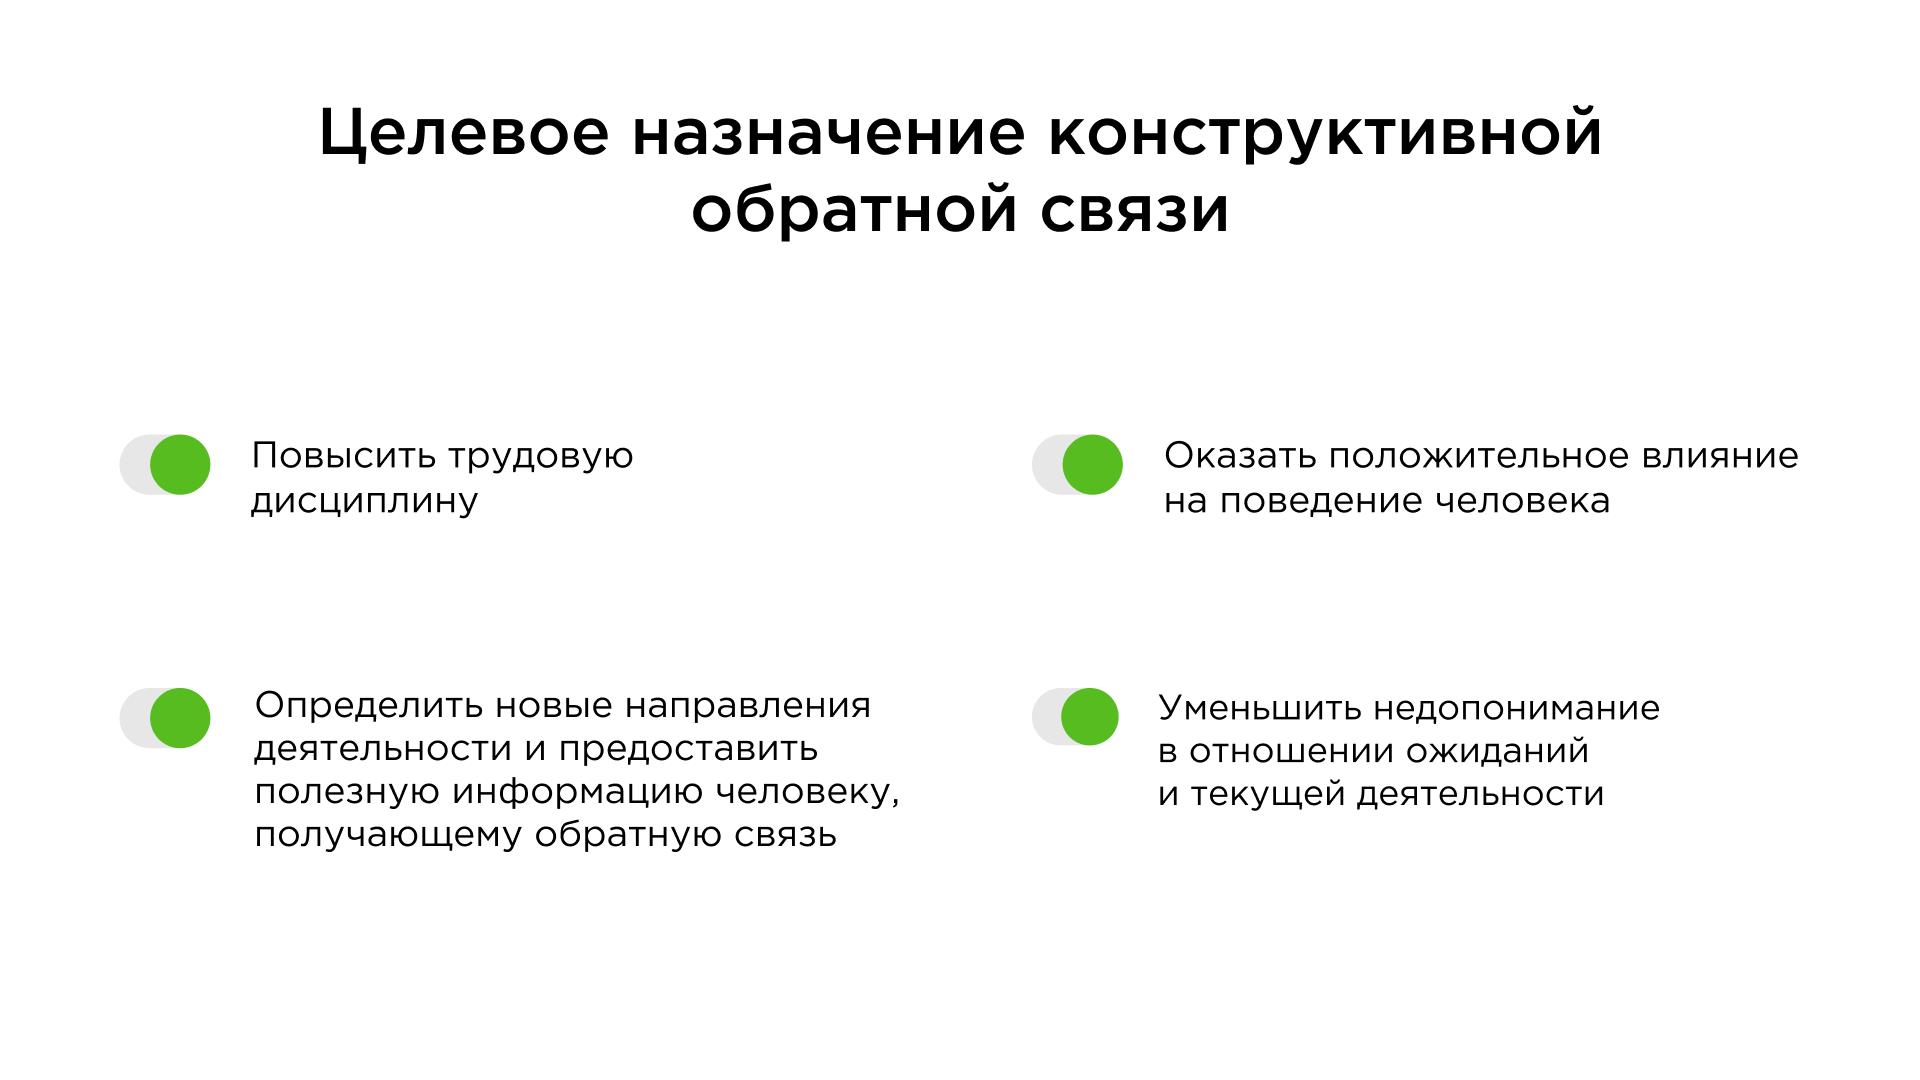 Целевое назначение конструктивной
обратной связи
Повысить трудовую
дисциплину
Оказать положительное влияние
на поведение человека
Определить новые направления
деятельности и предоставить
полезную информацию человеку,
получающему обратную связь
Уменьшить недопонимание
в отношении ожиданий
и текущей деятельности